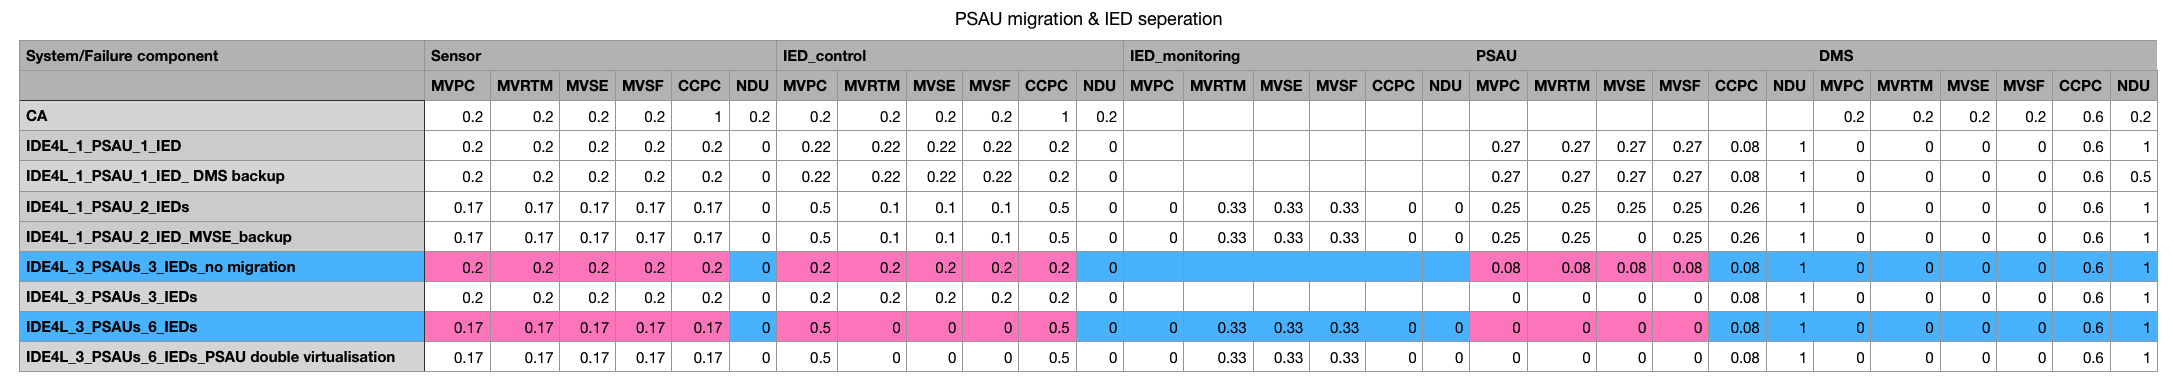 PSAU migration & IED seperation
System/Failure component Sensor IED_control IED_monitoring PSAU DMS
MVPC MVRTM MVSE MVSF CCPC NDU MVPC MVRTM MVSE MVSF CCPC NDU MVPC MVRTM MVSE MVSF CCPC NDU MVPC MVRTM MVSE MVSF CCPC NDU MVPC MVRTM MVSE MVSF CCPC NDU
CA 0.2 0.2 0.2 0.2 1 0.2 0.2 0.2 0.2 0.2 1 0.2 0.2 0.2 0.2 0.2 0.6 0.2
IDE4L_1_PSAU_1_IED 0.2 0.2 0.2 0.2 0.2 0 0.22 0.22 0.22 0.22 0.2 0 0.27 0.27 0.27 0.27 0.08 1 0 0 0 0 0.6 1
IDE4L_1_PSAU_1_IED_ DMS backup 0.2 0.2 0.2 0.2 0.2 0 0.22 0.22 0.22 0.22 0.2 0 0.27 0.27 0.27 0.27 0.08 1 0 0 0 0 0.6 0.5
IDE4L_1_PSAU_2_IEDs 0.17 0.17 0.17 0.17 0.17 0 0.5 0.1 0.1 0.1 0.5 0 0 0.33 0.33 0.33 0 0 0.25 0.25 0.25 0.25 0.26 1 0 0 0 0 0.6 1
IDE4L_1_PSAU_2_IED_MVSE_backup 0.17 0.17 0.17 0.17 0.17 0 0.5 0.1 0.1 0.1 0.5 0 0 0.33 0.33 0.33 0 0 0.25 0.25 0 0.25 0.26 1 0 0 0 0 0.6 1
IDE4L_3_PSAUs_3_IEDs_no migration 0.2 0.2 0.2 0.2 0.2 0 0.2 0.2 0.2 0.2 0.2 0 0.08 0.08 0.08 0.08 0.08 1 0 0 0 0 0.6 1
IDE4L_3_PSAUs_3_IEDs 0.2 0.2 0.2 0.2 0.2 0 0.2 0.2 0.2 0.2 0.2 0 0 0 0 0 0.08 1 0 0 0 0 0.6 1
IDE4L_3_PSAUs_6_IEDs 0.17 0.17 0.17 0.17 0.17 0 0.5 0 0 0 0.5 0 0 0.33 0.33 0.33 0 0 0 0 0 0 0.08 1 0 0 0 0 0.6 1
IDE4L_3_PSAUs_6_IEDs_PSAU double virtualisation 0.17 0.17 0.17 0.17 0.17 0 0.5 0 0 0 0.5 0 0 0.33 0.33 0.33 0 0 0 0 0 0 0.08 1 0 0 0 0 0.6 1